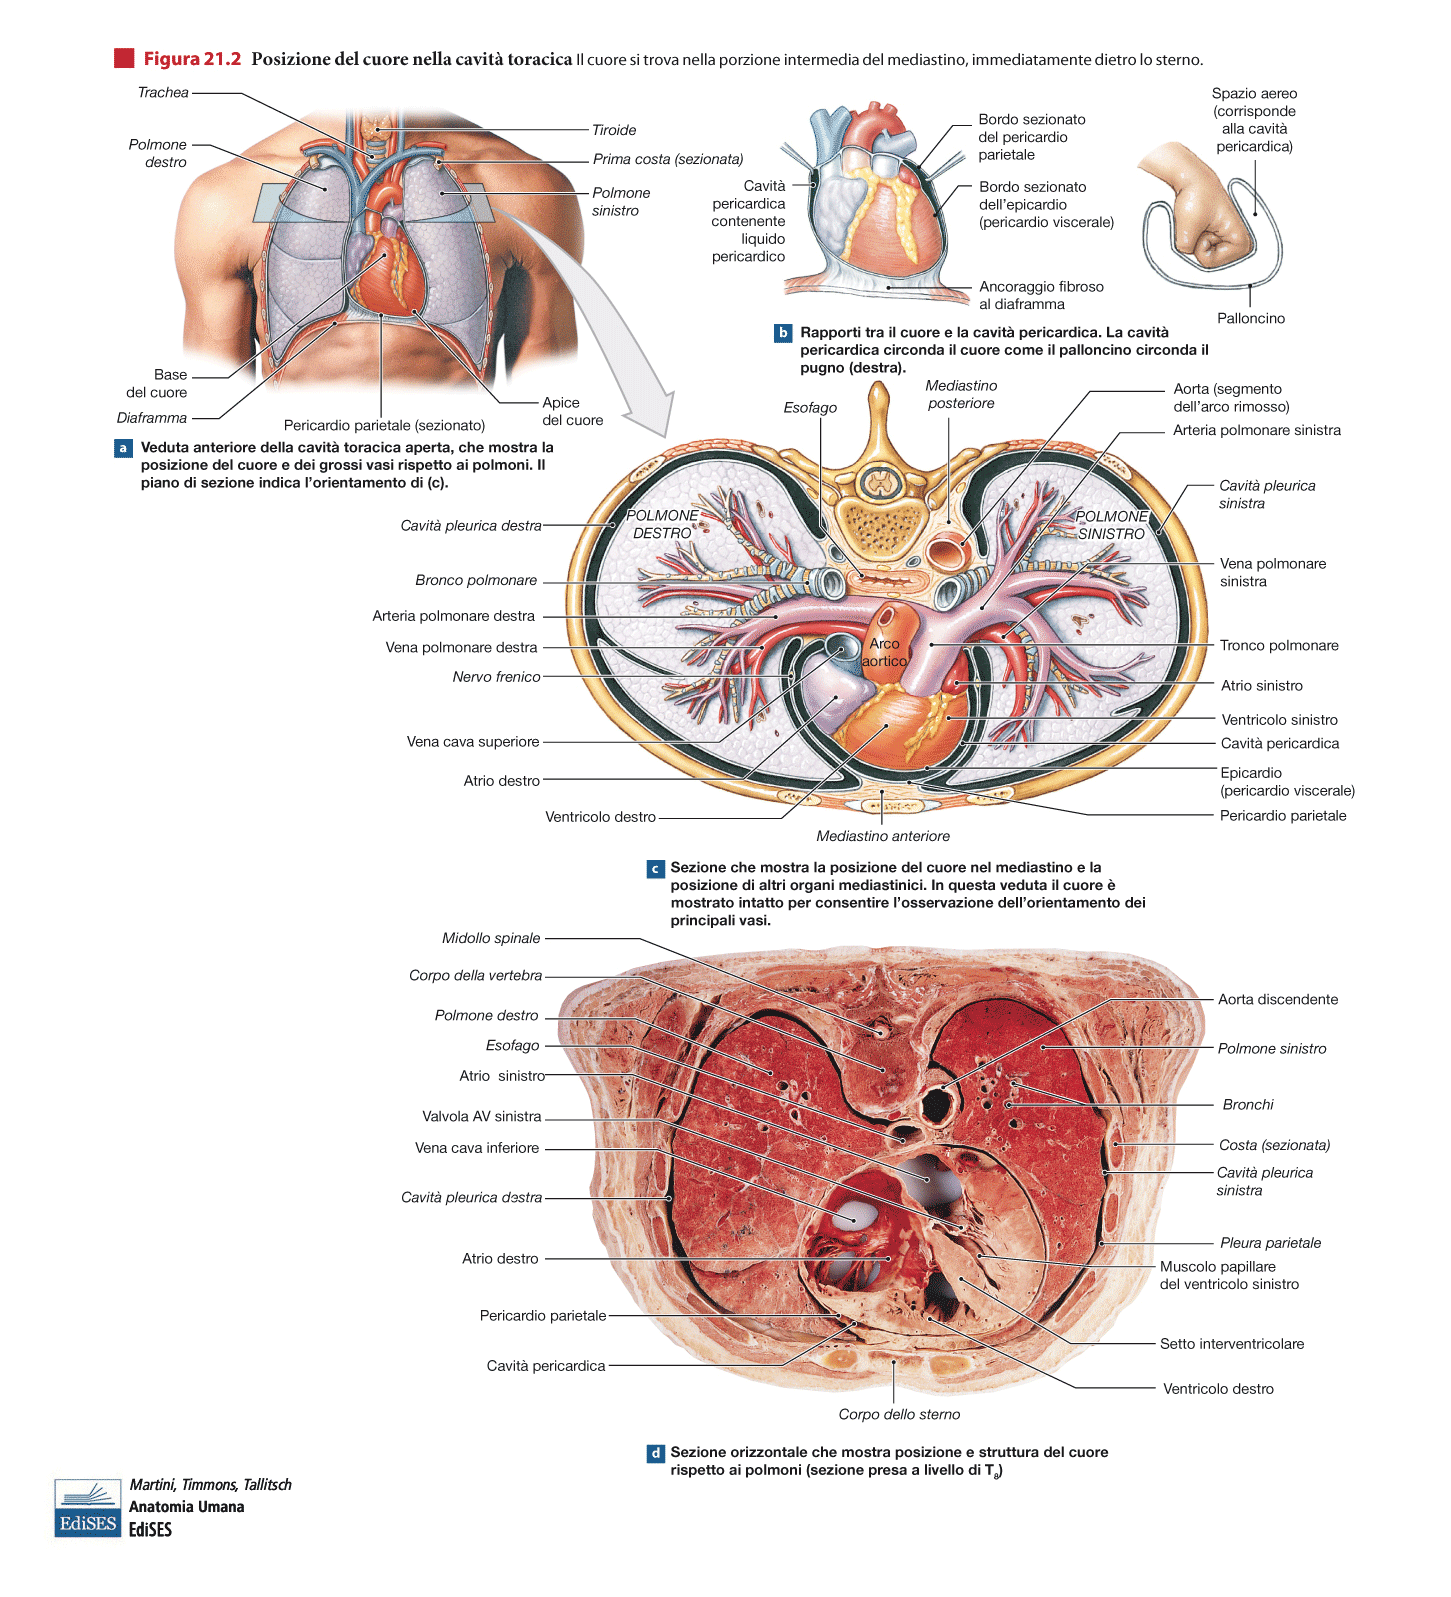 Figura 21.2 Posizione del cuore nella cavità toracica Il cuore si trova nella porzione intermedia del mediastino, immediatamente dietro lo sterno.
Trachea
Polmone
destro
Tiroide
Prima costa (sezionata)
Polmone
sinistro
Base
del cuore
Diaframma
Pericardio parietale (sezionato)
Apice
del cuore
a Veduta anteriore della cavità toracica aperta, che mostra la
posizione del cuore e dei grossi vasi rispetto ai polmoni. Il
piano di sezione indica l'orientamento di (c).
Cavità
pericardica
contenente
liquido
pericardico
Bordo sezionato
del pericardio
parietale
Bordo sezionato
dell'epicardio
(pericardio viscerale)
Ancoraggio fibroso
al diaframma
Spazio aereo
(corrisponde
alla cavità
pericardica)
Palloncino
b Rapporti tra il cuore e la cavità pericardica. La cavità
pericardica circonda il cuore come il palloncino circonda il
pugno (destra).
Esofago
Mediastino
posteriore
Aorta (segmento
dell'arco rimosso)
Arteria polmonare sinistra
Cavità pleurica
sinistra
Vena polmonare
sinistra
Tronco polmonare
Atrio sinistro
Ventricolo sinistro
Cavità pericardica
Epicardio
(pericardio viscerale)
Pericardio parietale
Cavità pleurica destra
Bronco polmonare
Arteria polmonare destra
Vena polmonare destra
Nervo frenico
Vena cava superiore
Atrio destro
Ventricolo destro
Mediastino anteriore
POLMONE
DESTRO
POLMONE
SINISTRO
Arco
aortico
c Sezione che mostra la posizione del cuore nel mediastino e la
posizione di altri organi mediastinici. In questa veduta il cuore è
mostrato intatto per consentire l'osservazione dell'orientamento dei
principali vasi.
Midollo spinale
Corpo della vertebra
Polmone destro
Esofago
Atrio sinistro
Valvola AV sinistra
Vena cava inferiore
Cavità pleurica destra
Atrio destro
Pericardio parietale
Cavità pericardica
Corpo dello sterno
Aorta discendente
Polmone sinistro
Bronchi
Costa (sezionata)
Cavità pleurica
sinistra
Pleura parietale
Muscolo papillare
del ventricolo sinistro
Setto interventricolare
Ventricolo destro
d Sezione orizzontale che mostra posizione e struttura del cuore
rispetto ai polmoni (sezione presa a livello di T8)
EdiSES
Martini, Timmons, Tallitsch
Anatomia Umana
EdiSES